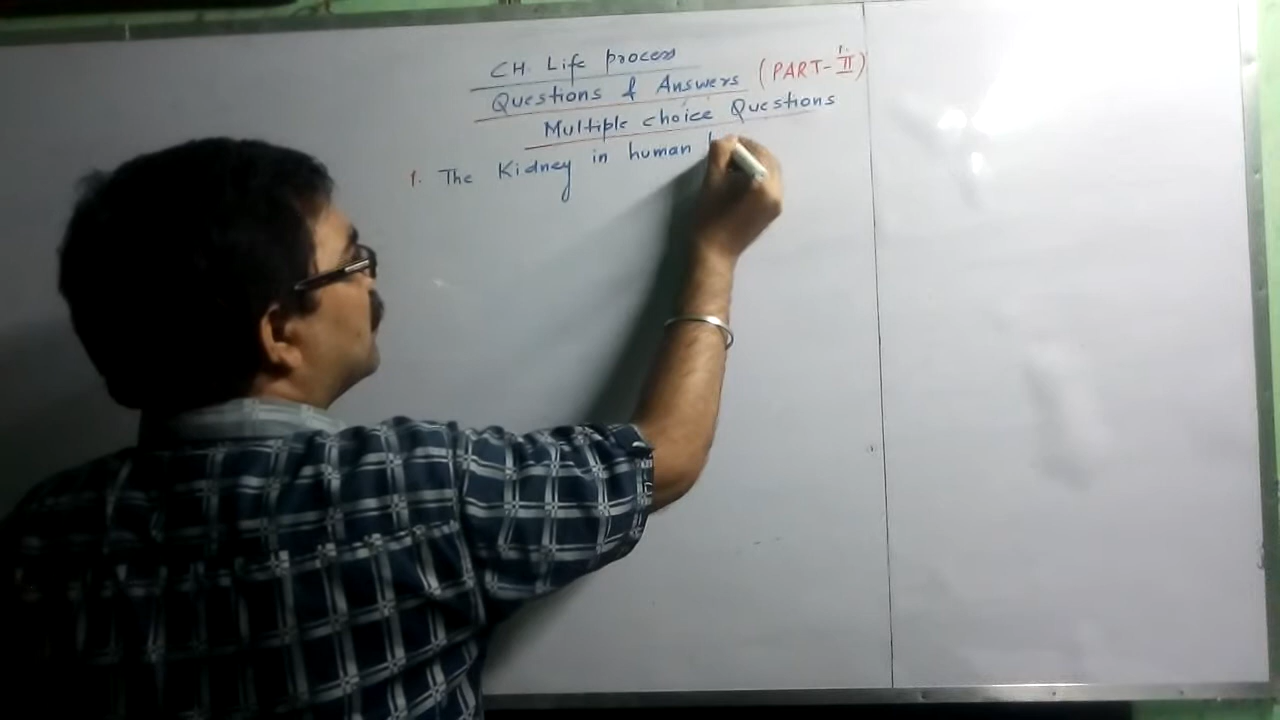 CH. Life process
Questions & Answers (PART-II)
Multiple choice Questions
1. The Kidney in human